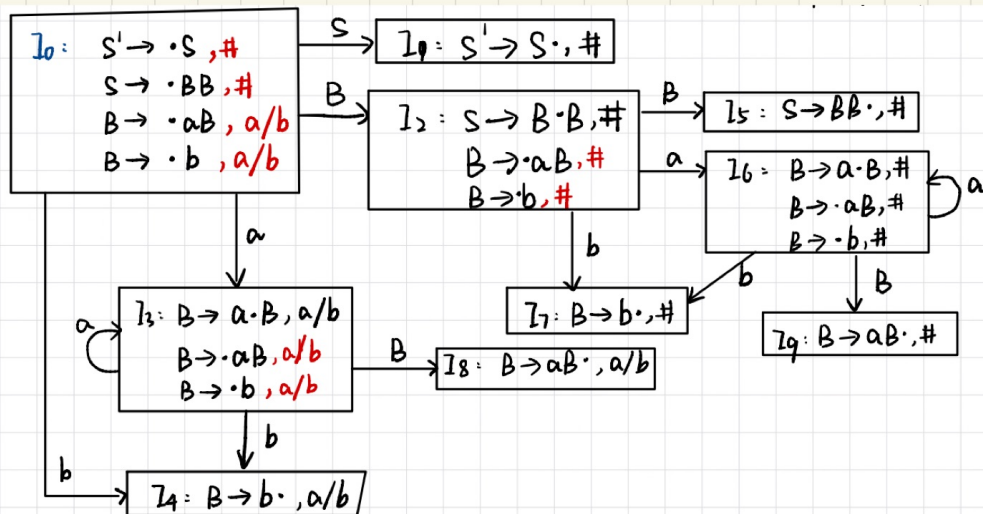 I₀: S'→ ·S ,#
S→ ·BB ,#
B→ ·aB , a/b
B→ ·b , a/b
S
I₁: S'→ S·, #
B
I₂: S→ B·B,#
B→·aB,#
B→·b,#
B
I5: S→BB·,#
a
I6: B→a·B,#
B→·aB,#
B→·b,#
a
a
b
b
B
I7: B→b·,#
I9: B→aB·,#
I3: B→ a·B, a/b
B→·aB, a/b
B→·b , a/b
a
B
I8: B→aB·, a/b
b
b
I4: B→b· , a/b